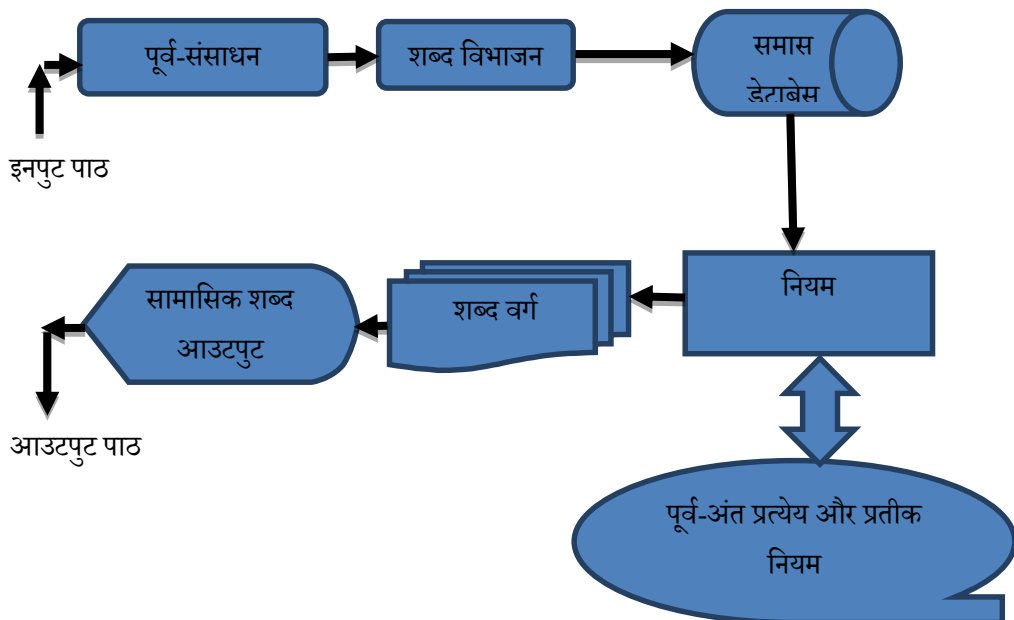 पूर्व-संसाधन
शब्द विभाजन
समास
डेटाबेस
इनपुट पाठ
नियम
शब्द वर्ग
सामासिक शब्द
आउटपुट
आउटपुट पाठ
पूर्व-अंत प्रत्येय और प्रतीक
नियम